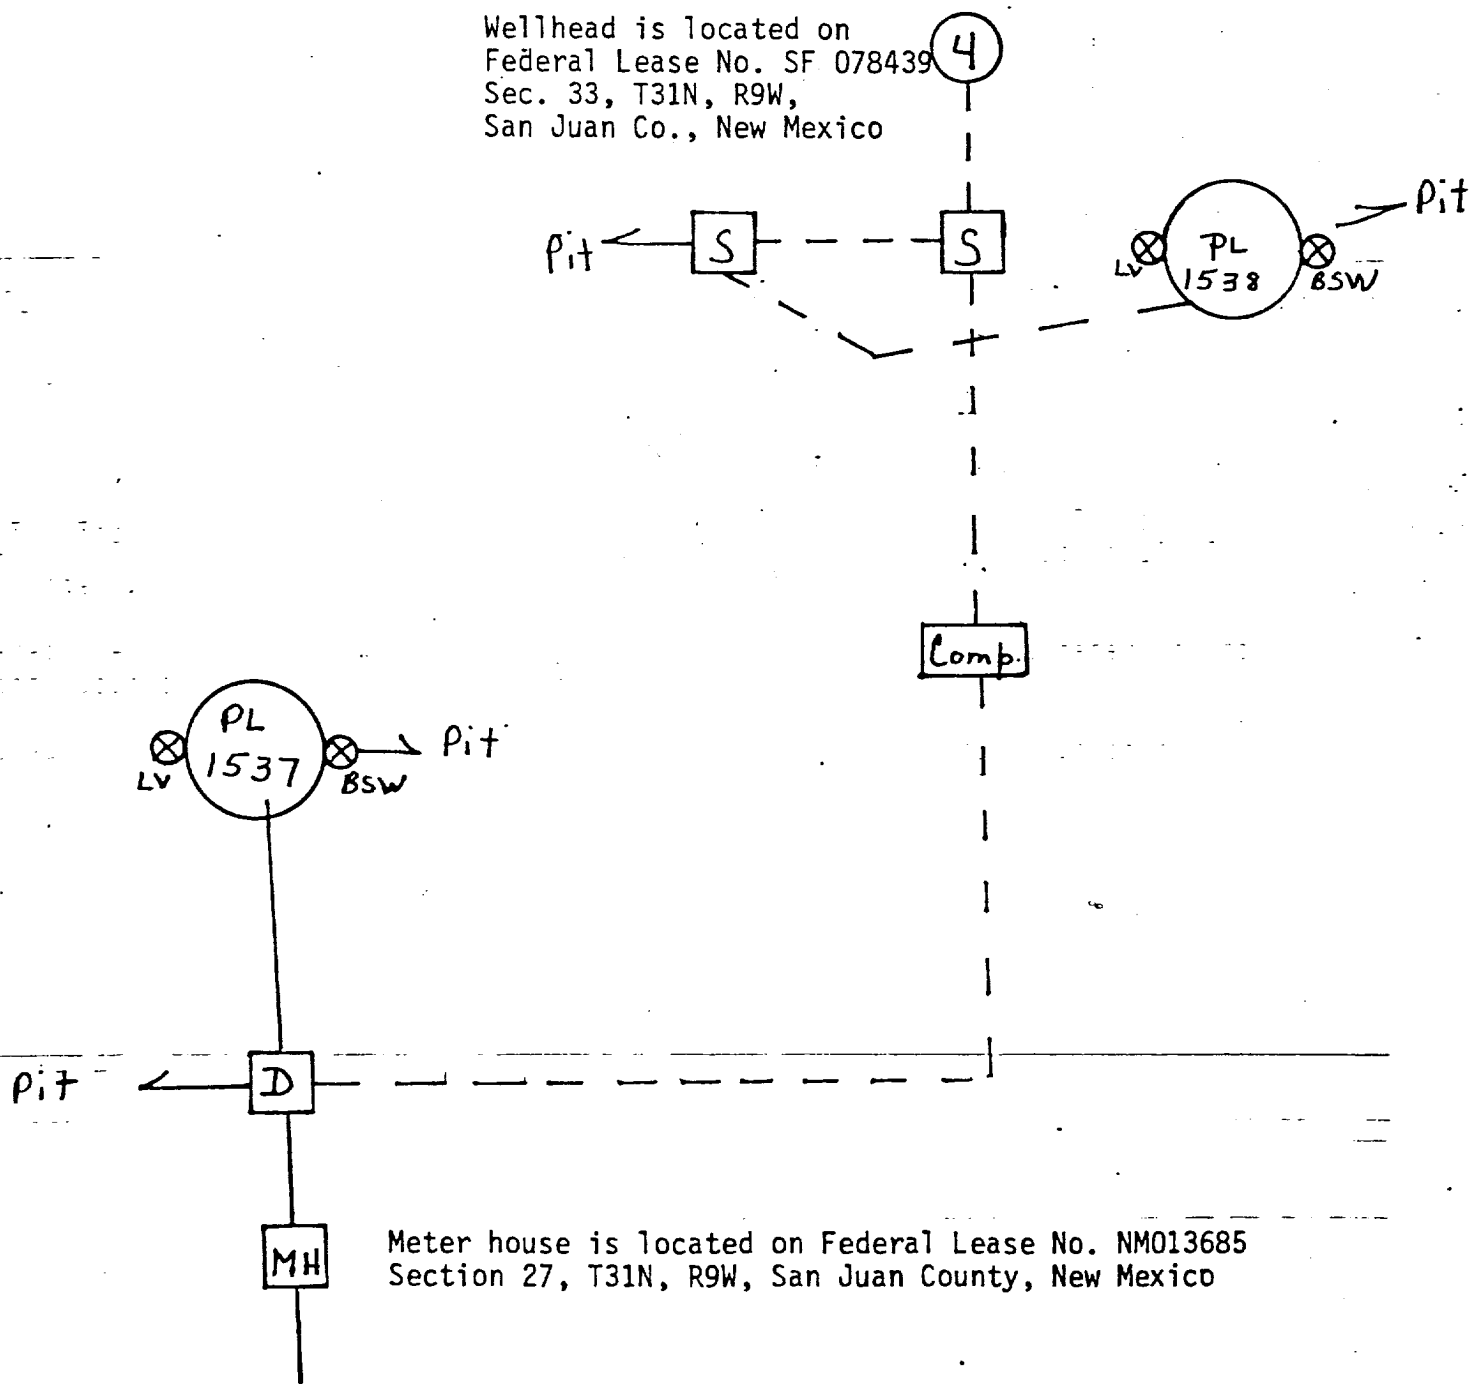 Wellhead is located on
Federal Lease No. SF 078439
Sec. 33, T31N, R9W,
San Juan Co., New Mexico
4
Pit
S
S
LV
PL
1538
BSW
Pit
Comp.
LV
PL
1537
BSW
Pit
Pit
D
MH
Meter house is located on Federal Lease No. NM013685
Section 27, T31N, R9W, San Juan County, New Mexico